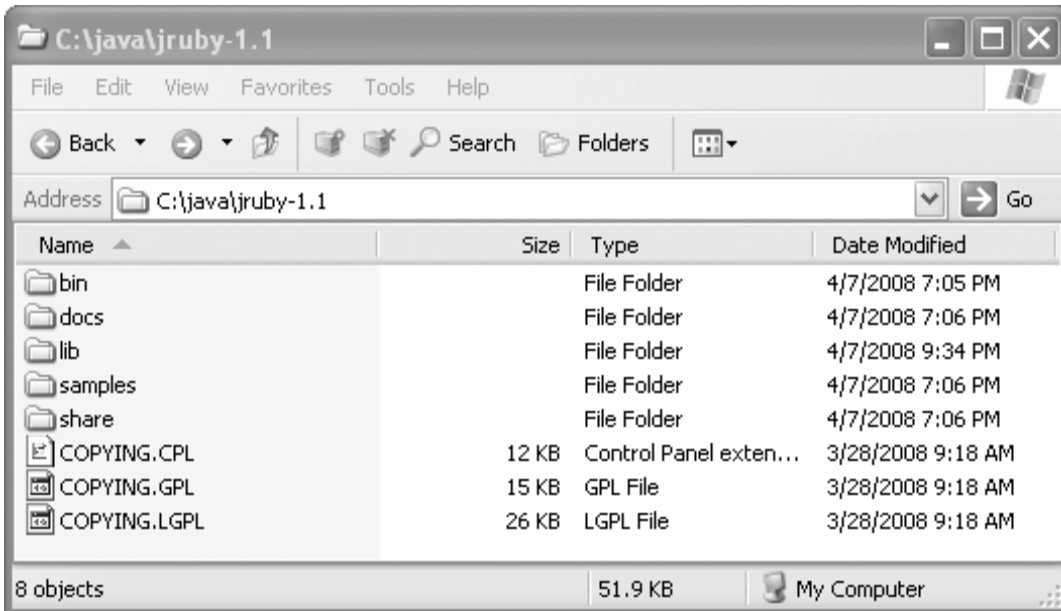 C:\java\jruby-1.1
File Edit View Favorites Tools Help
Back Search Folders
Address C:\java\jruby-1.1 Go
Name Size Type Date Modified
bin File Folder 4/7/2008 7:05 PM
docs File Folder 4/7/2008 7:06 PM
lib File Folder 4/7/2008 9:34 PM
samples File Folder 4/7/2008 7:06 PM
share File Folder 4/7/2008 7:06 PM
COPYING.CPL 12 KB Control Panel exten... 3/28/2008 9:18 AM
COPYING.GPL 15 KB GPL File 3/28/2008 9:18 AM
COPYING.LGPL 26 KB LGPL File 3/28/2008 9:18 AM
8 objects 51.9 KB My Computer